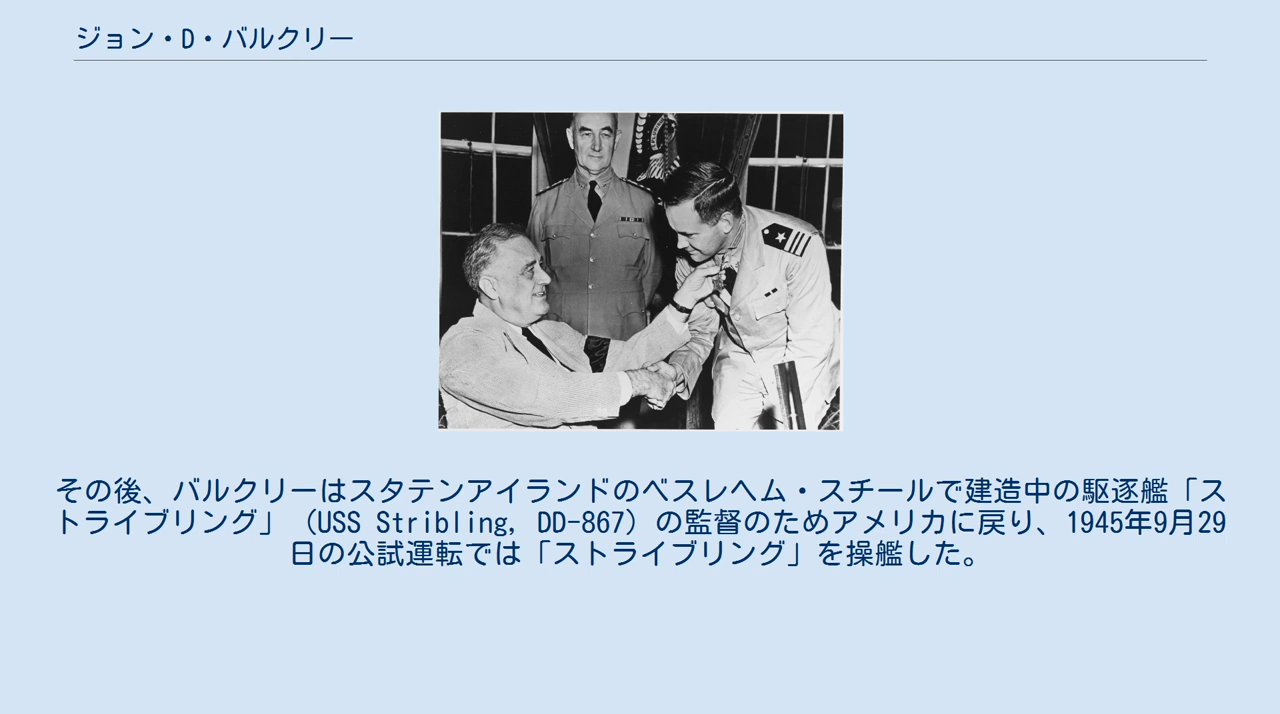 ジョン・D・バルクリー
その後、バルクリーはスタテンアイランドのベスレヘム・スチールで建造中の駆逐艦「ス
トライブリング」（USS Stribling, DD-867）の監督のためアメリカに戻り、1945年9月29
日の公試運転では「ストライブリング」を操艦した。